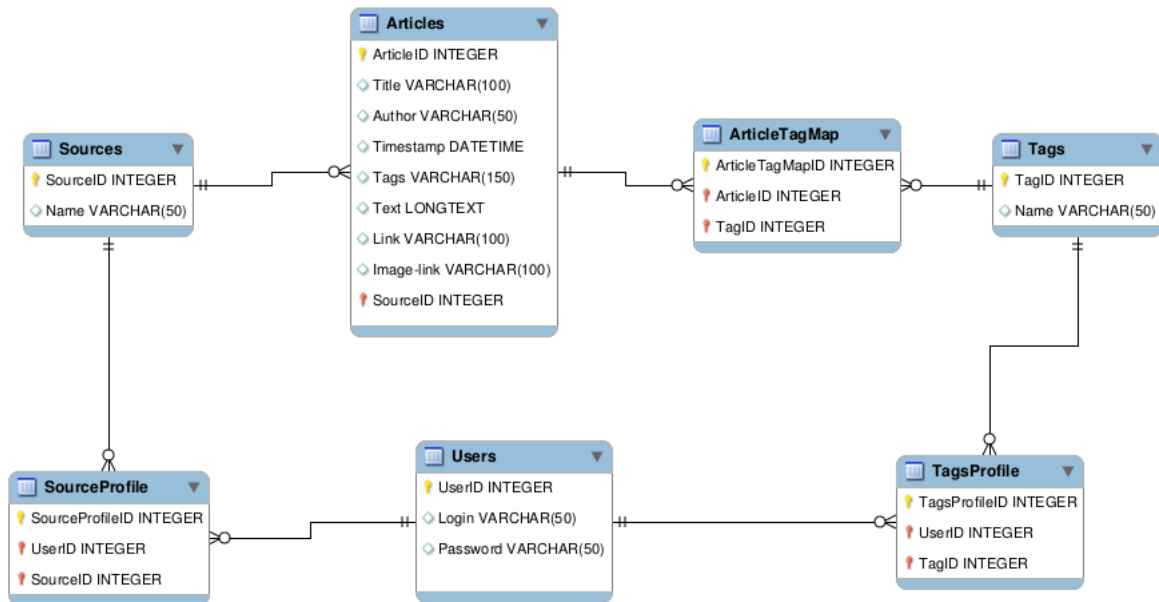 Articles
ArticleID INTEGER
Title VARCHAR(100)
Author VARCHAR(50)
Timestamp DATETIME
Tags VARCHAR(150)
Text LONGTEXT
Link VARCHAR(100)
Image-link VARCHAR(100)
SourceID INTEGER
Sources
SourceID INTEGER
Name VARCHAR(50)
ArticleTagMap
ArticleTagMapID INTEGER
ArticleID INTEGER
TagID INTEGER
Tags
TagID INTEGER
Name VARCHAR(50)
SourceProfile
SourceProfileID INTEGER
UserID INTEGER
SourceID INTEGER
Users
UserID INTEGER
Login VARCHAR(50)
Password VARCHAR(50)
TagsProfile
TagsProfileID INTEGER
UserID INTEGER
TagID INTEGER